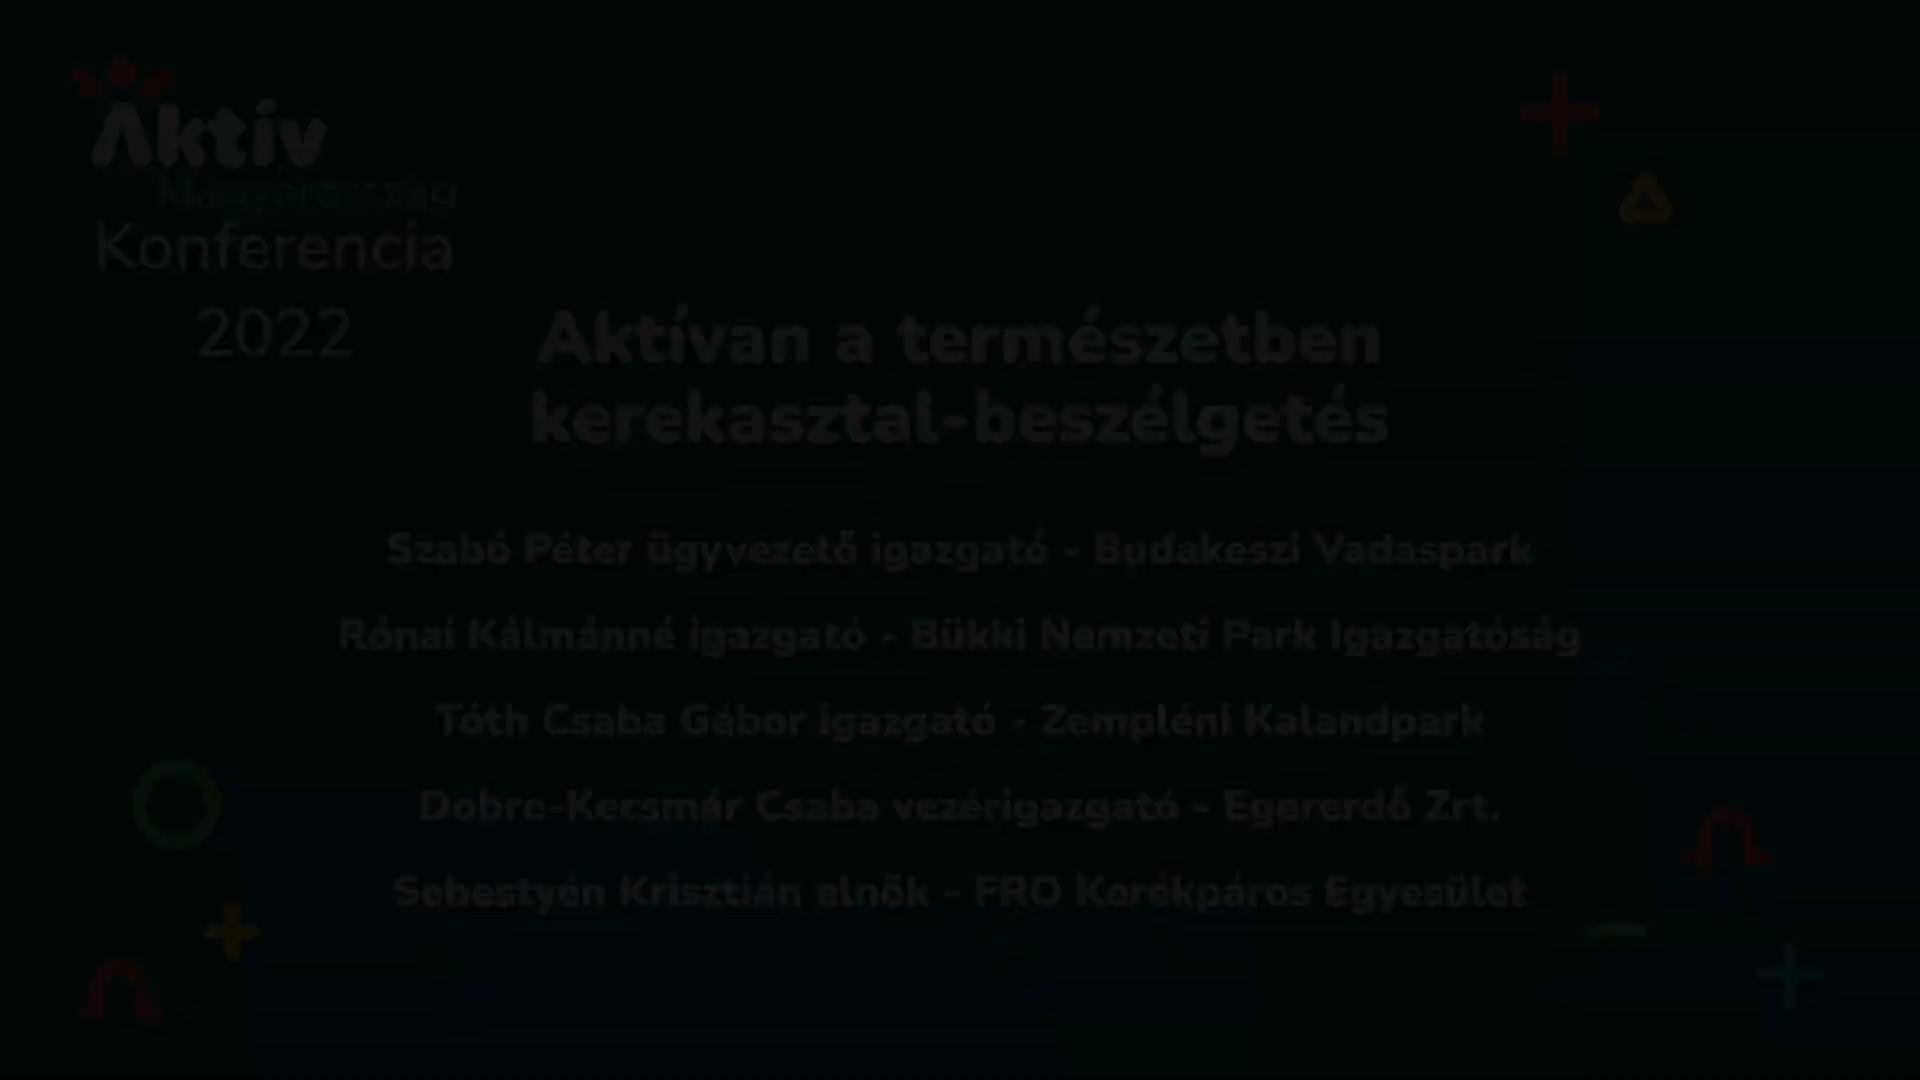 Aktív
Magyarország
Konferencia
2022
Aktívan a természetben
kerekasztal-beszélgetés
Szabó Péter ügyvezető igazgató - Budakeszi Vadaspark
Rónai Kálmánné igazgató - Bükki Nemzeti Park Igazgatóság
Tóth Csaba Gábor igazgató - Zempléni Kalandpark
Dobre-Kecsmár Csaba vezérigazgató - Egererdő Zrt.
Sebestyén Krisztián elnök - FRO Kerékpáros Egyesület